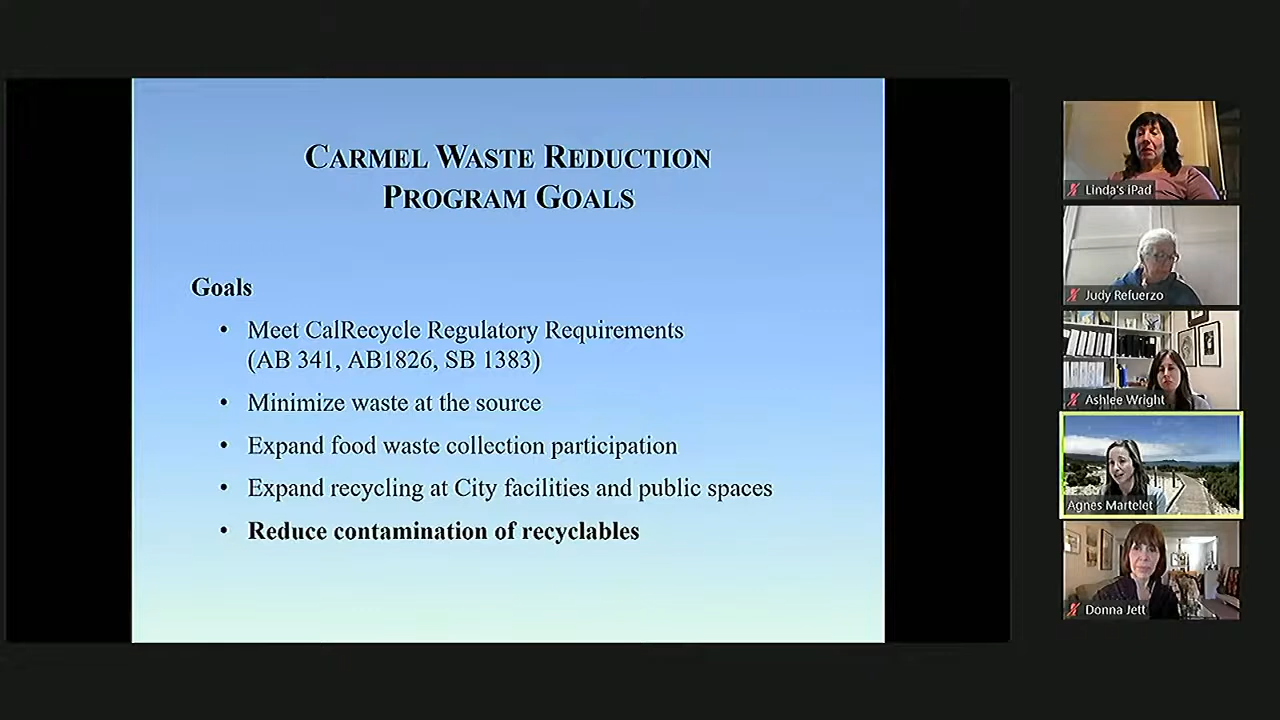 CARMEL WASTE REDUCTION
PROGRAM GOALS
Goals
• Meet CalRecycle Regulatory Requirements
(AB 341, AB1826, SB 1383)
• Minimize waste at the source
• Expand food waste collection participation
• Expand recycling at City facilities and public spaces
• Reduce contamination of recyclables
Linda's iPad
Judy Refuerzo
Ashlee Wright
Agnes Martelet
Donna Jett